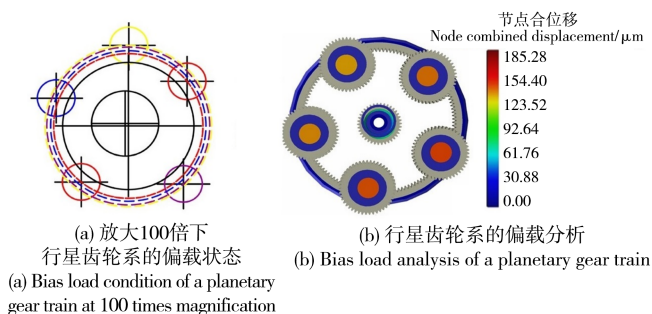 节点合位移
Node combined displacement/μm
185.28
154.40
123.52
92.64
61.76
30.88
0.00
(a) 放大100倍下
行星齿轮系的偏载状态
(a) Bias load condition of a planetary
gear train at 100 times magnification
(b) 行星齿轮系的偏载分析
(b) Bias load analysis of a planetary gear train